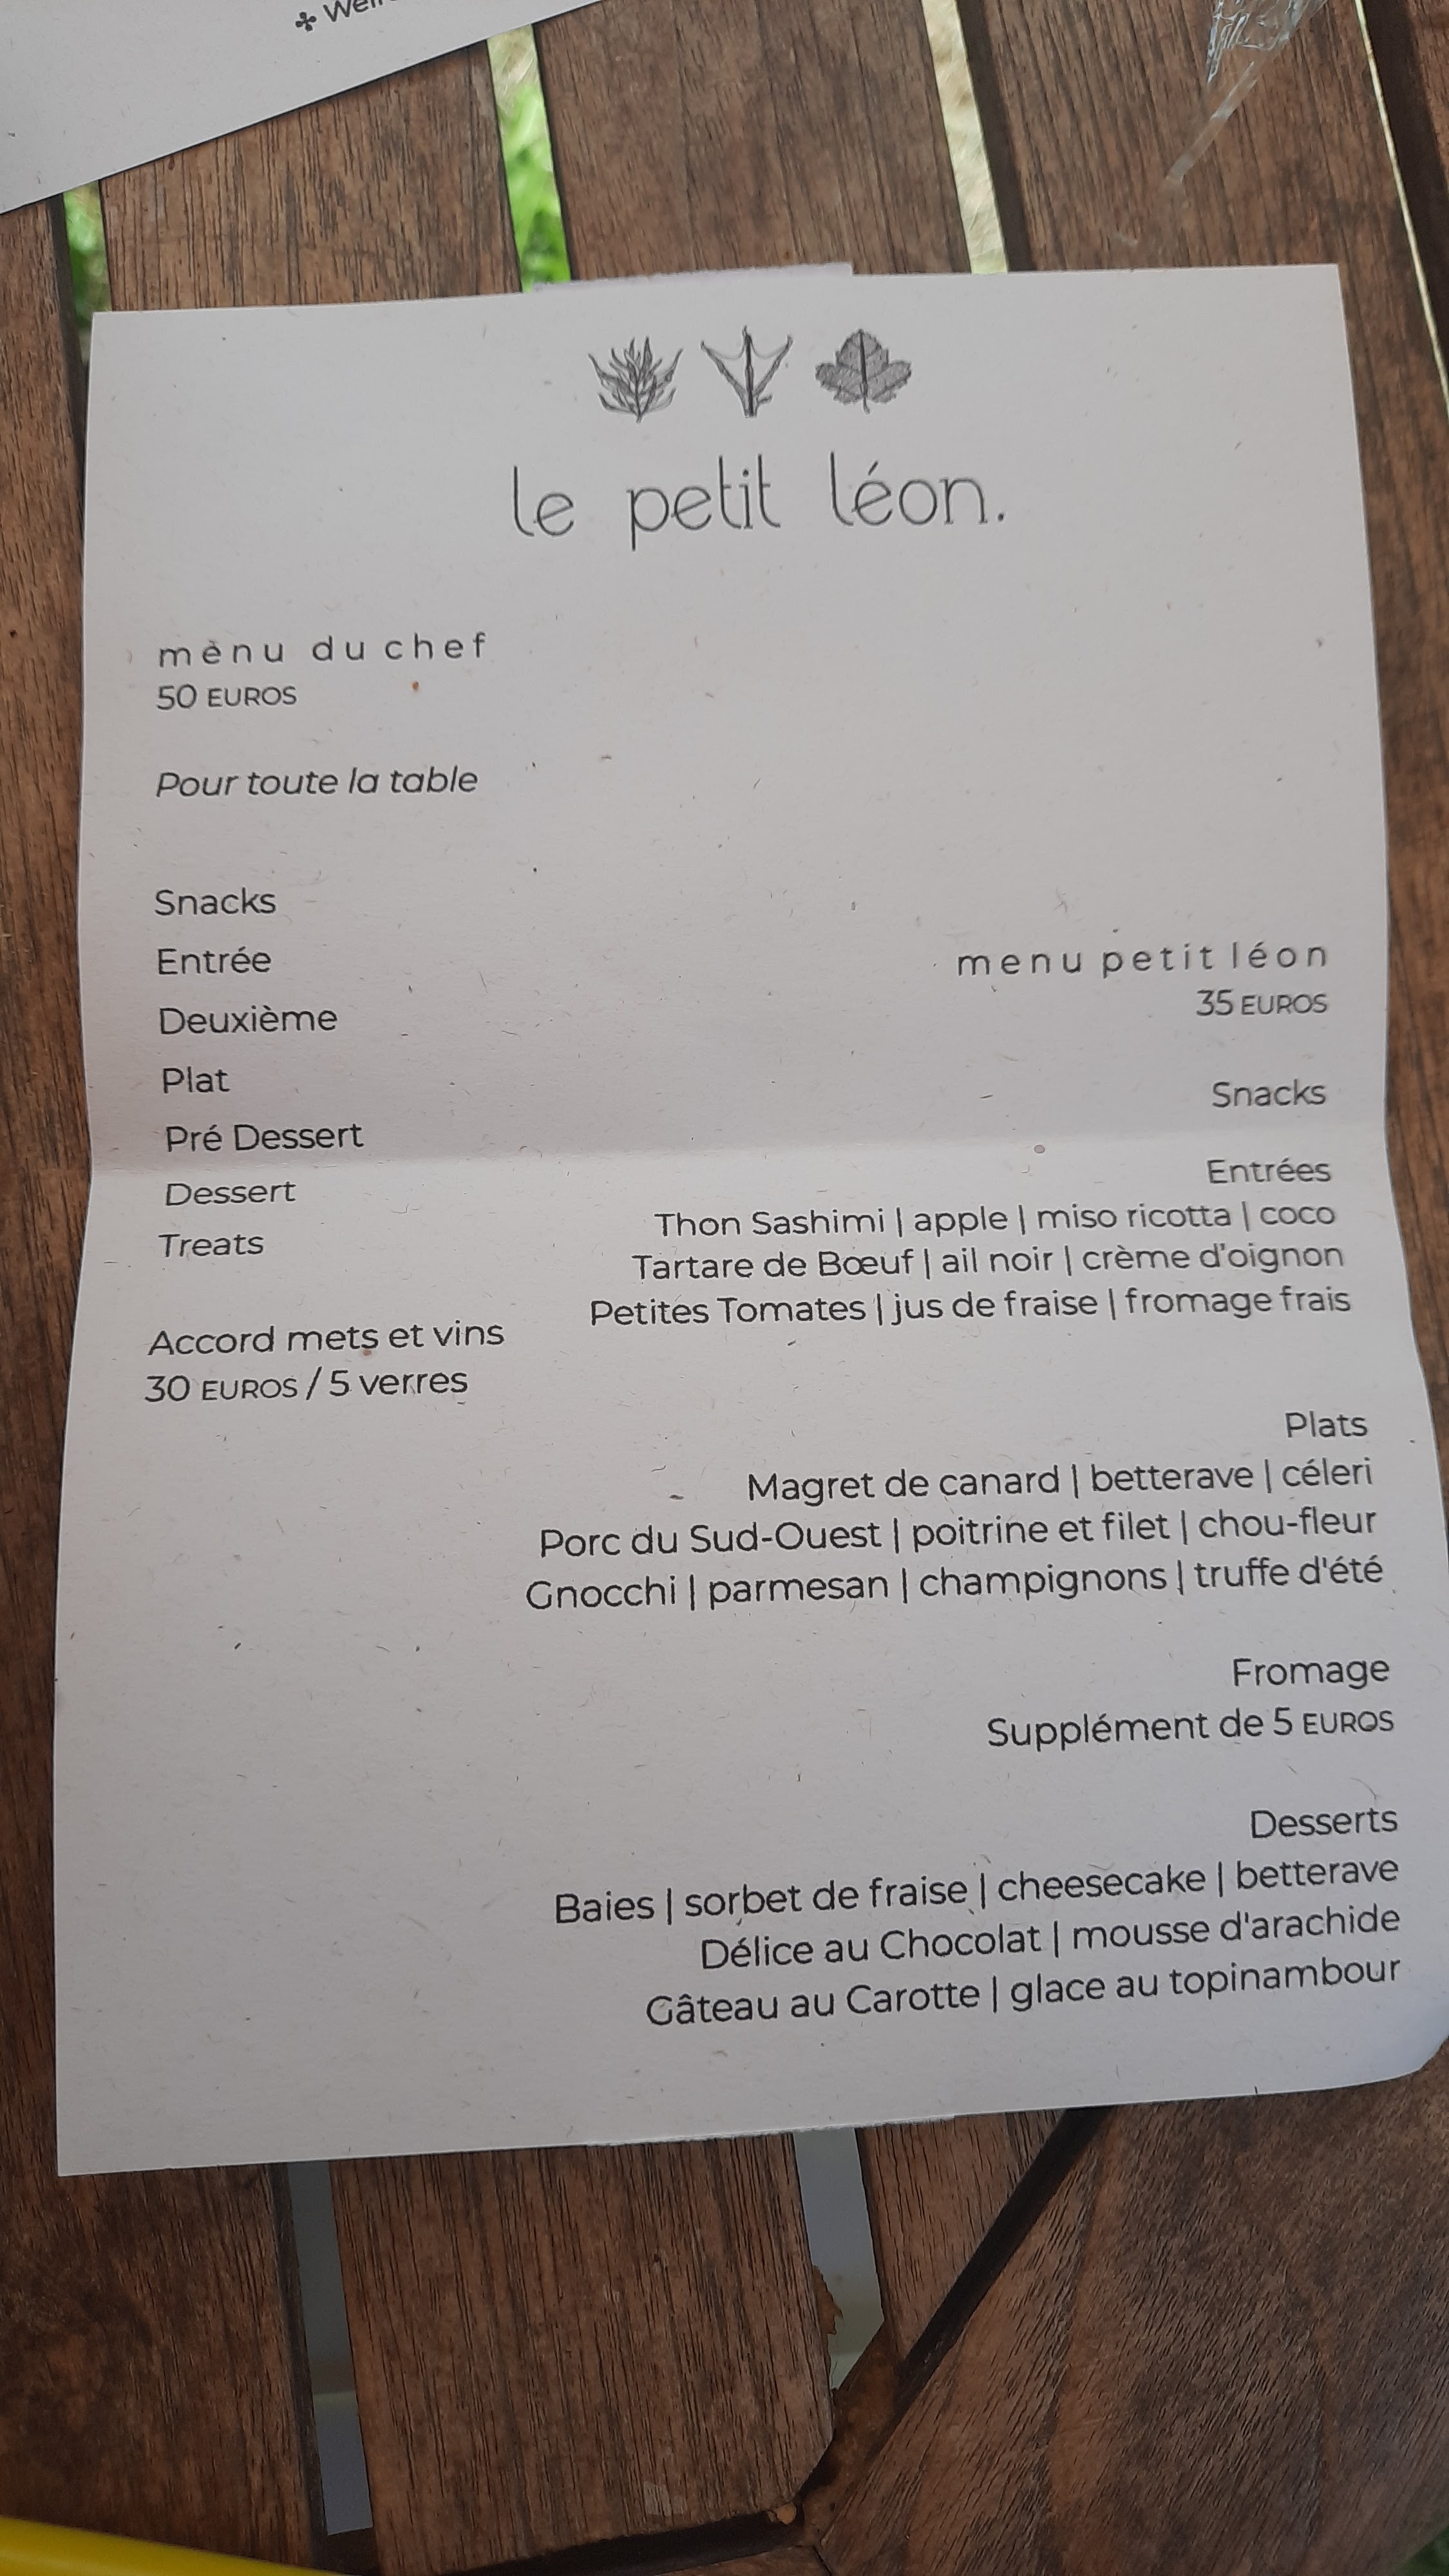 le petit léon.
menu du chef
50 EUROS
Pour toute la table
Snacks
Entrée
Deuxième
Plat
Pré Dessert
Dessert
Treats
Accord mets et vins
30 EUROS / 5 verres
menu petit léon
35 EUROS
Snacks
Entrées
Thon Sashimi | apple | miso ricotta | coco
Tartare de Bœuf | ail noir | crème d'oignon
Petites Tomates | jus de fraise | fromage frais
Plats
Magret de canard | betterave | céleri
Porc du Sud-Ouest | poitrine et filet | chou-fleur
Gnocchi | parmesan | champignons | truffe d'été
Fromage
Supplément de 5 EUROS
Desserts
Baies | sorbet de fraise | cheesecake | betterave
Délice au Chocolat | mousse d'arachide
Gâteau au Carotte | glace au topinambour